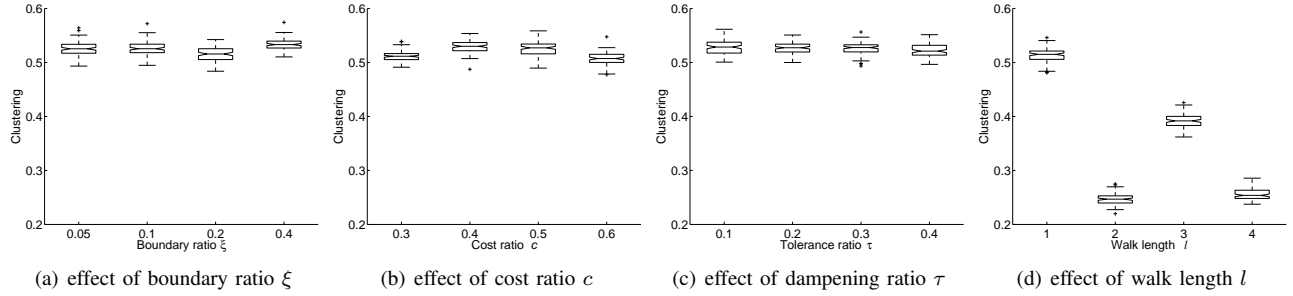 0.6
0.5
0.4
0.3
0.2
Clustering
0.05 0.1 0.2 0.4
Boundary ratio ξ
(a) effect of boundary ratio ξ
0.6
0.5
0.4
0.3
0.2
Clustering
0.3 0.4 0.5 0.6
Cost ratio c
(b) effect of cost ratio c
0.6
0.5
0.4
0.3
0.2
Clustering
0.1 0.2 0.3 0.4
Tolerance ratio τ
(c) effect of dampening ratio τ
0.6
0.5
0.4
0.3
0.2
Clustering
1 2 3 4
Walk length l
(d) effect of walk length l